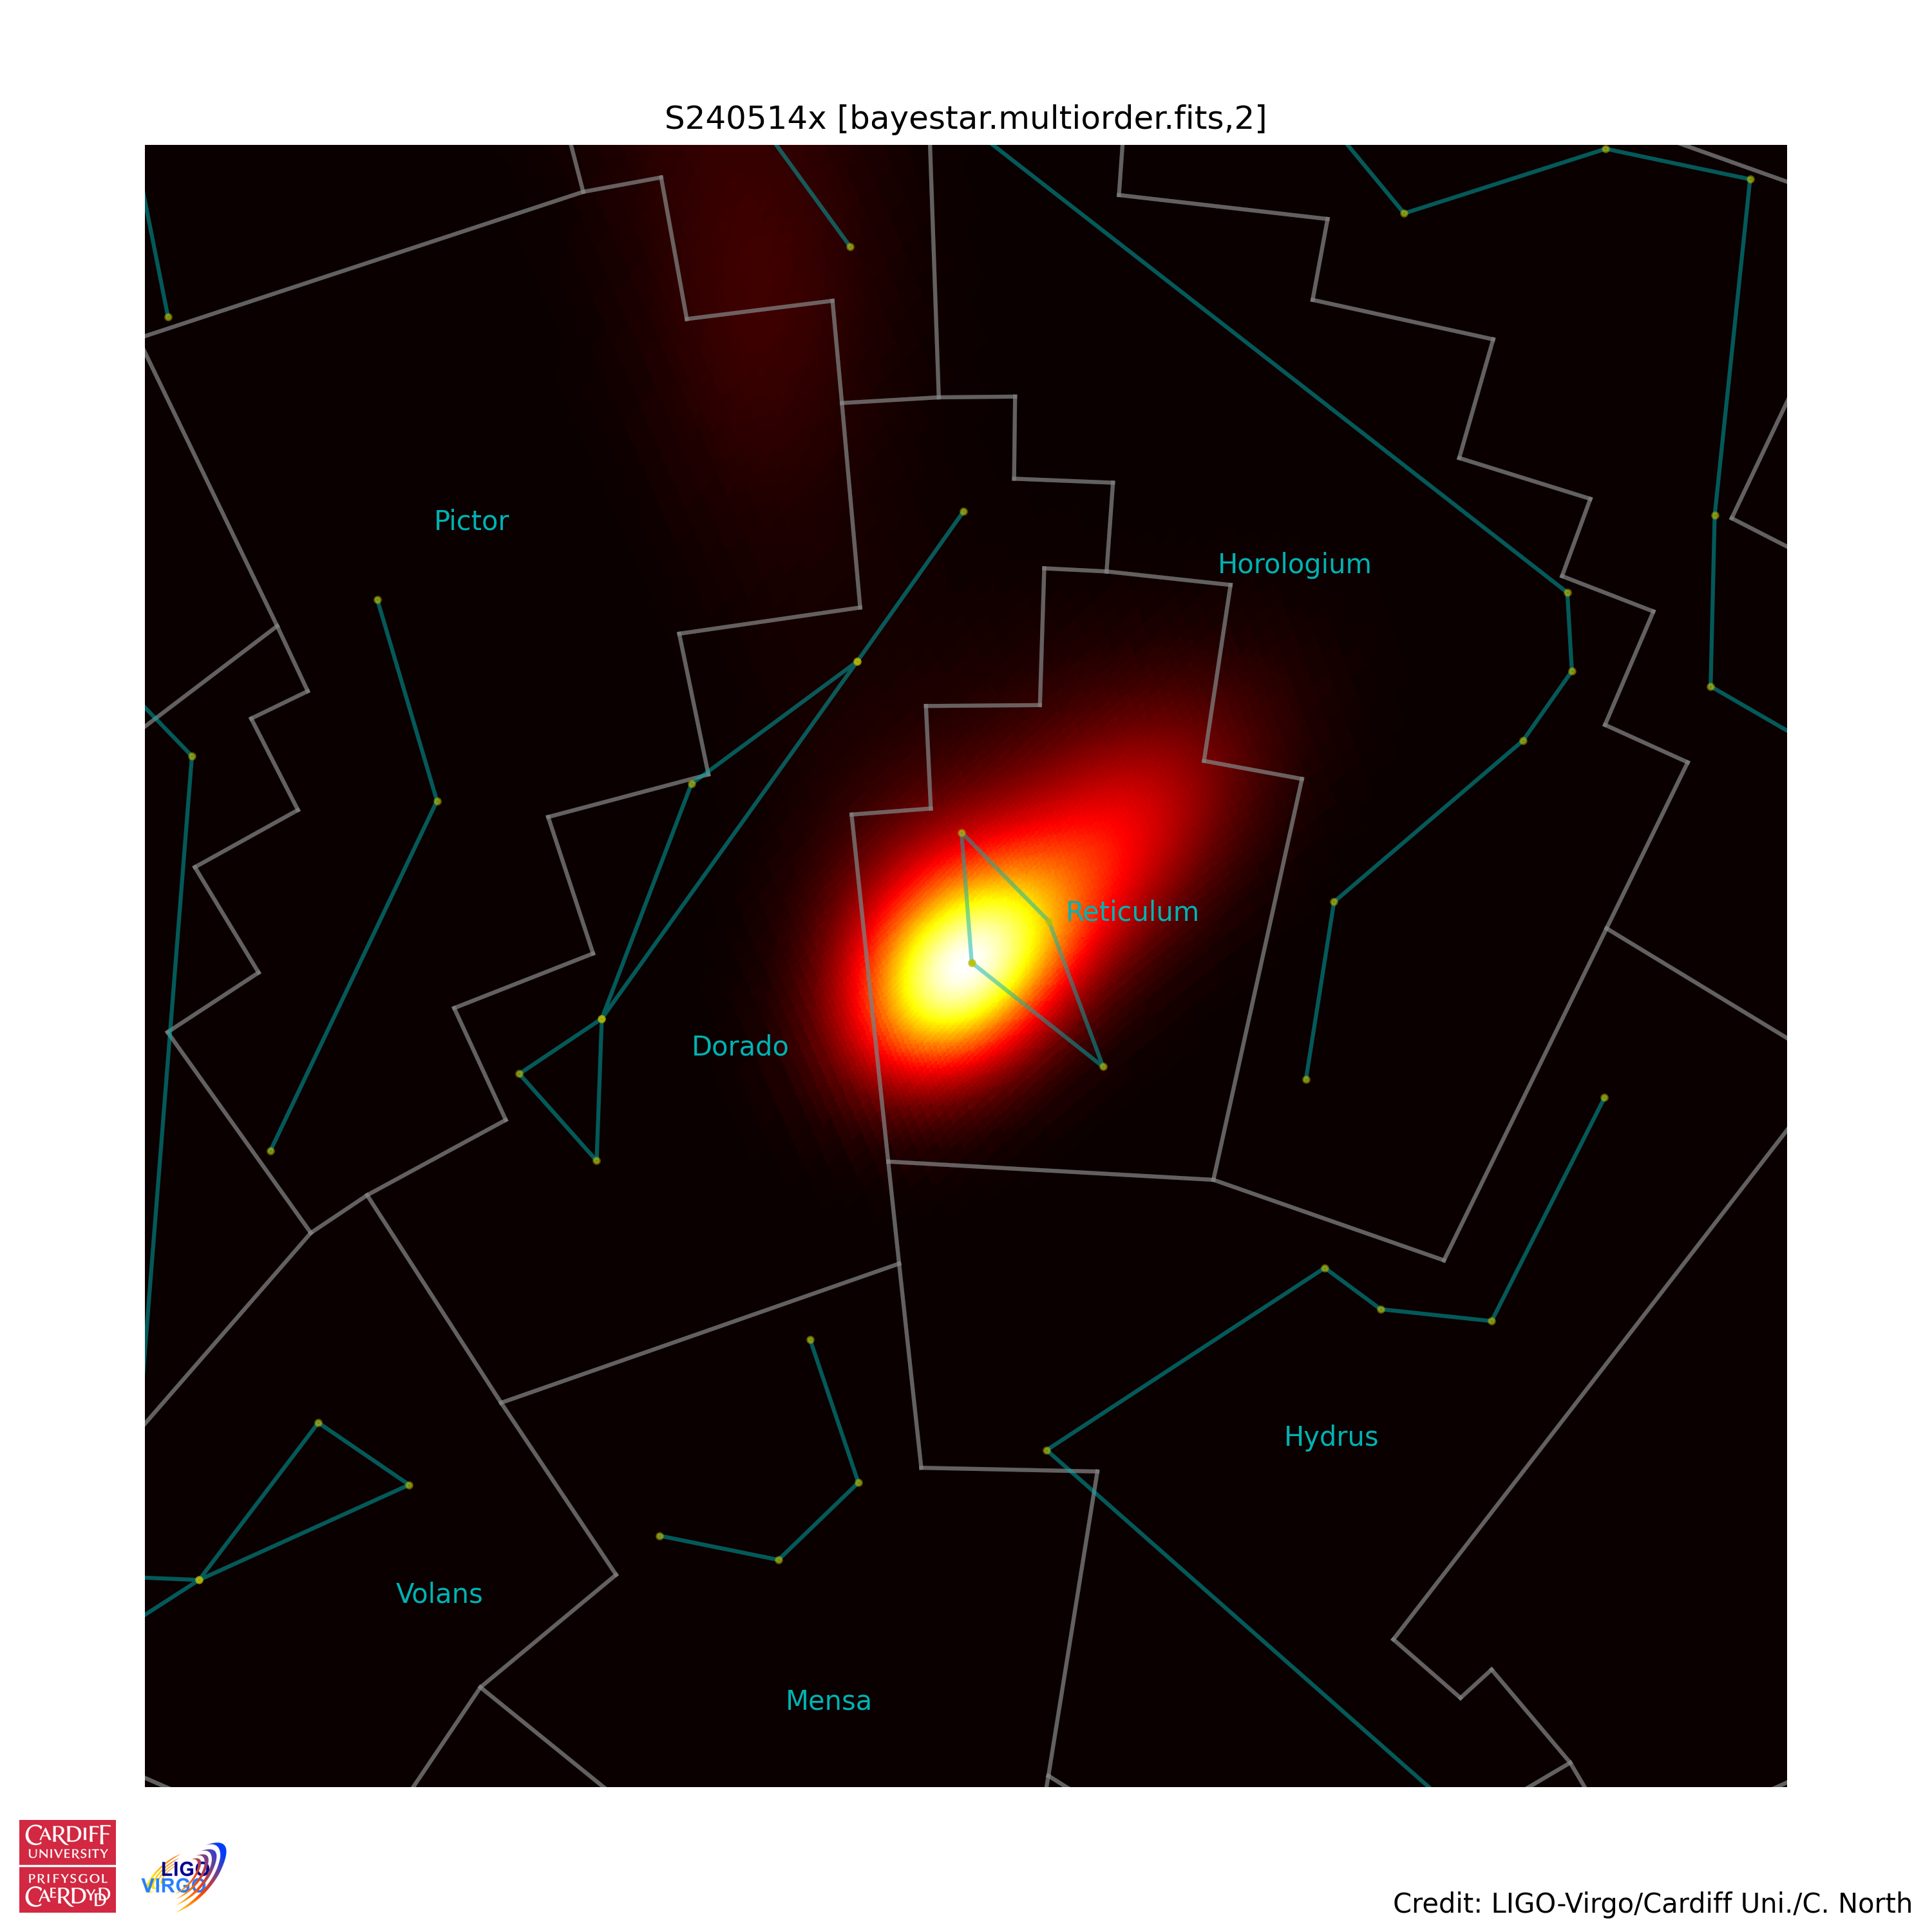 S240514x [bayestar.multiorder.fits,2]
Pictor
Horologium
Reticulum
Dorado
Hydrus
Volans
Mensa
CARDIFF
UNIVERSITY
PRIFYSGOL
CAERDYDD
LIGO
VIRGO
Credit: LIGO-Virgo/Cardiff Uni./C. North